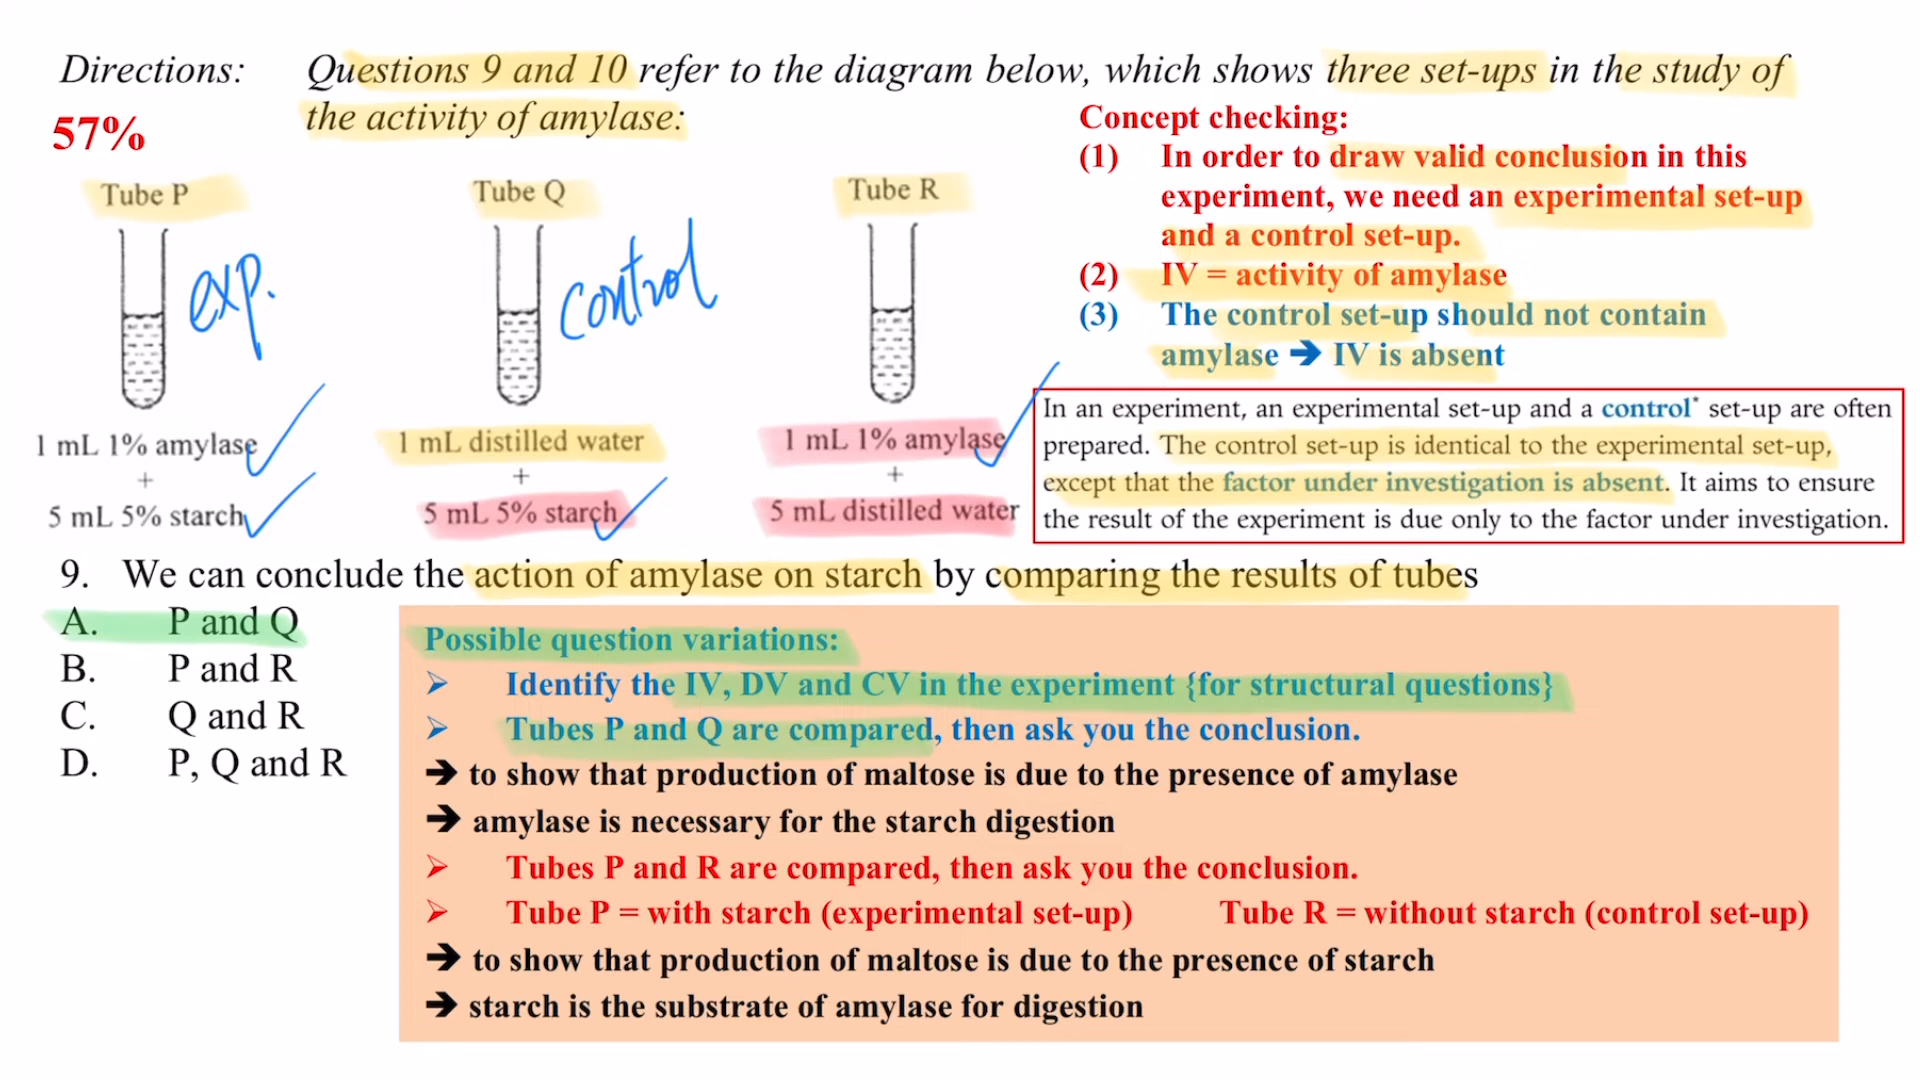 Directions: Questions 9 and 10 refer to the diagram below, which shows three set-ups in the study of
the activity of amylase:
57%
Concept checking:
(1) In order to draw valid conclusion in this
experiment, we need an experimental set-up
and a control set-up.
(2) IV = activity of amylase
(3) The control set-up should not contain
amylase ➔ IV is absent
Tube P
Tube Q
Tube R
exp.
control
1 mL 1% amylase
+
5 mL 5% starch
1 mL distilled water
+
5 mL 5% starch
1 mL 1% amylase
+
5 mL distilled water
In an experiment, an experimental set-up and a control* set-up are often
prepared. The control set-up is identical to the experimental set-up,
except that the factor under investigation is absent. It aims to ensure
the result of the experiment is due only to the factor under investigation.
9. We can conclude the action of amylase on starch by comparing the results of tubes
A. P and Q
B. P and R
C. Q and R
D. P, Q and R
Possible question variations:
➢ Identify the IV, DV and CV in the experiment {for structural questions}
➢ Tubes P and Q are compared, then ask you the conclusion.
➔ to show that production of maltose is due to the presence of amylase
➔ amylase is necessary for the starch digestion
➢ Tubes P and R are compared, then ask you the conclusion.
➢ Tube P = with starch (experimental set-up) Tube R = without starch (control set-up)
➔ to show that production of maltose is due to the presence of starch
➔ starch is the substrate of amylase for digestion